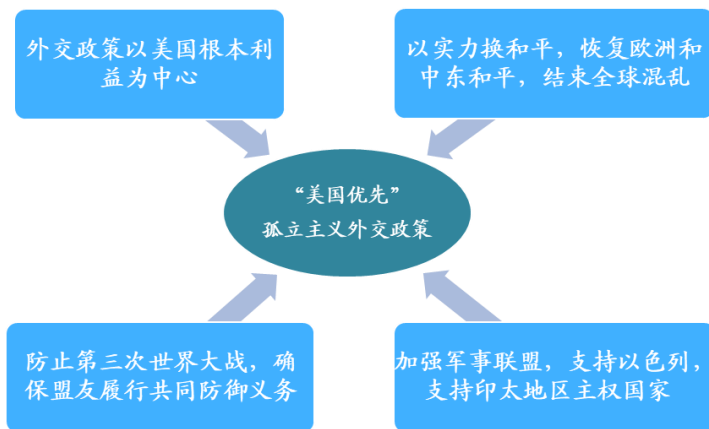 外交政策以美国根本利
益为中心
以实力换和平，恢复欧洲和
中东和平，结束全球混乱
“美国优先”
孤立主义外交政策
防止第三次世界大战，确
保盟友履行共同防御义务
加强军事联盟，支持以色列，
支持印太地区主权国家